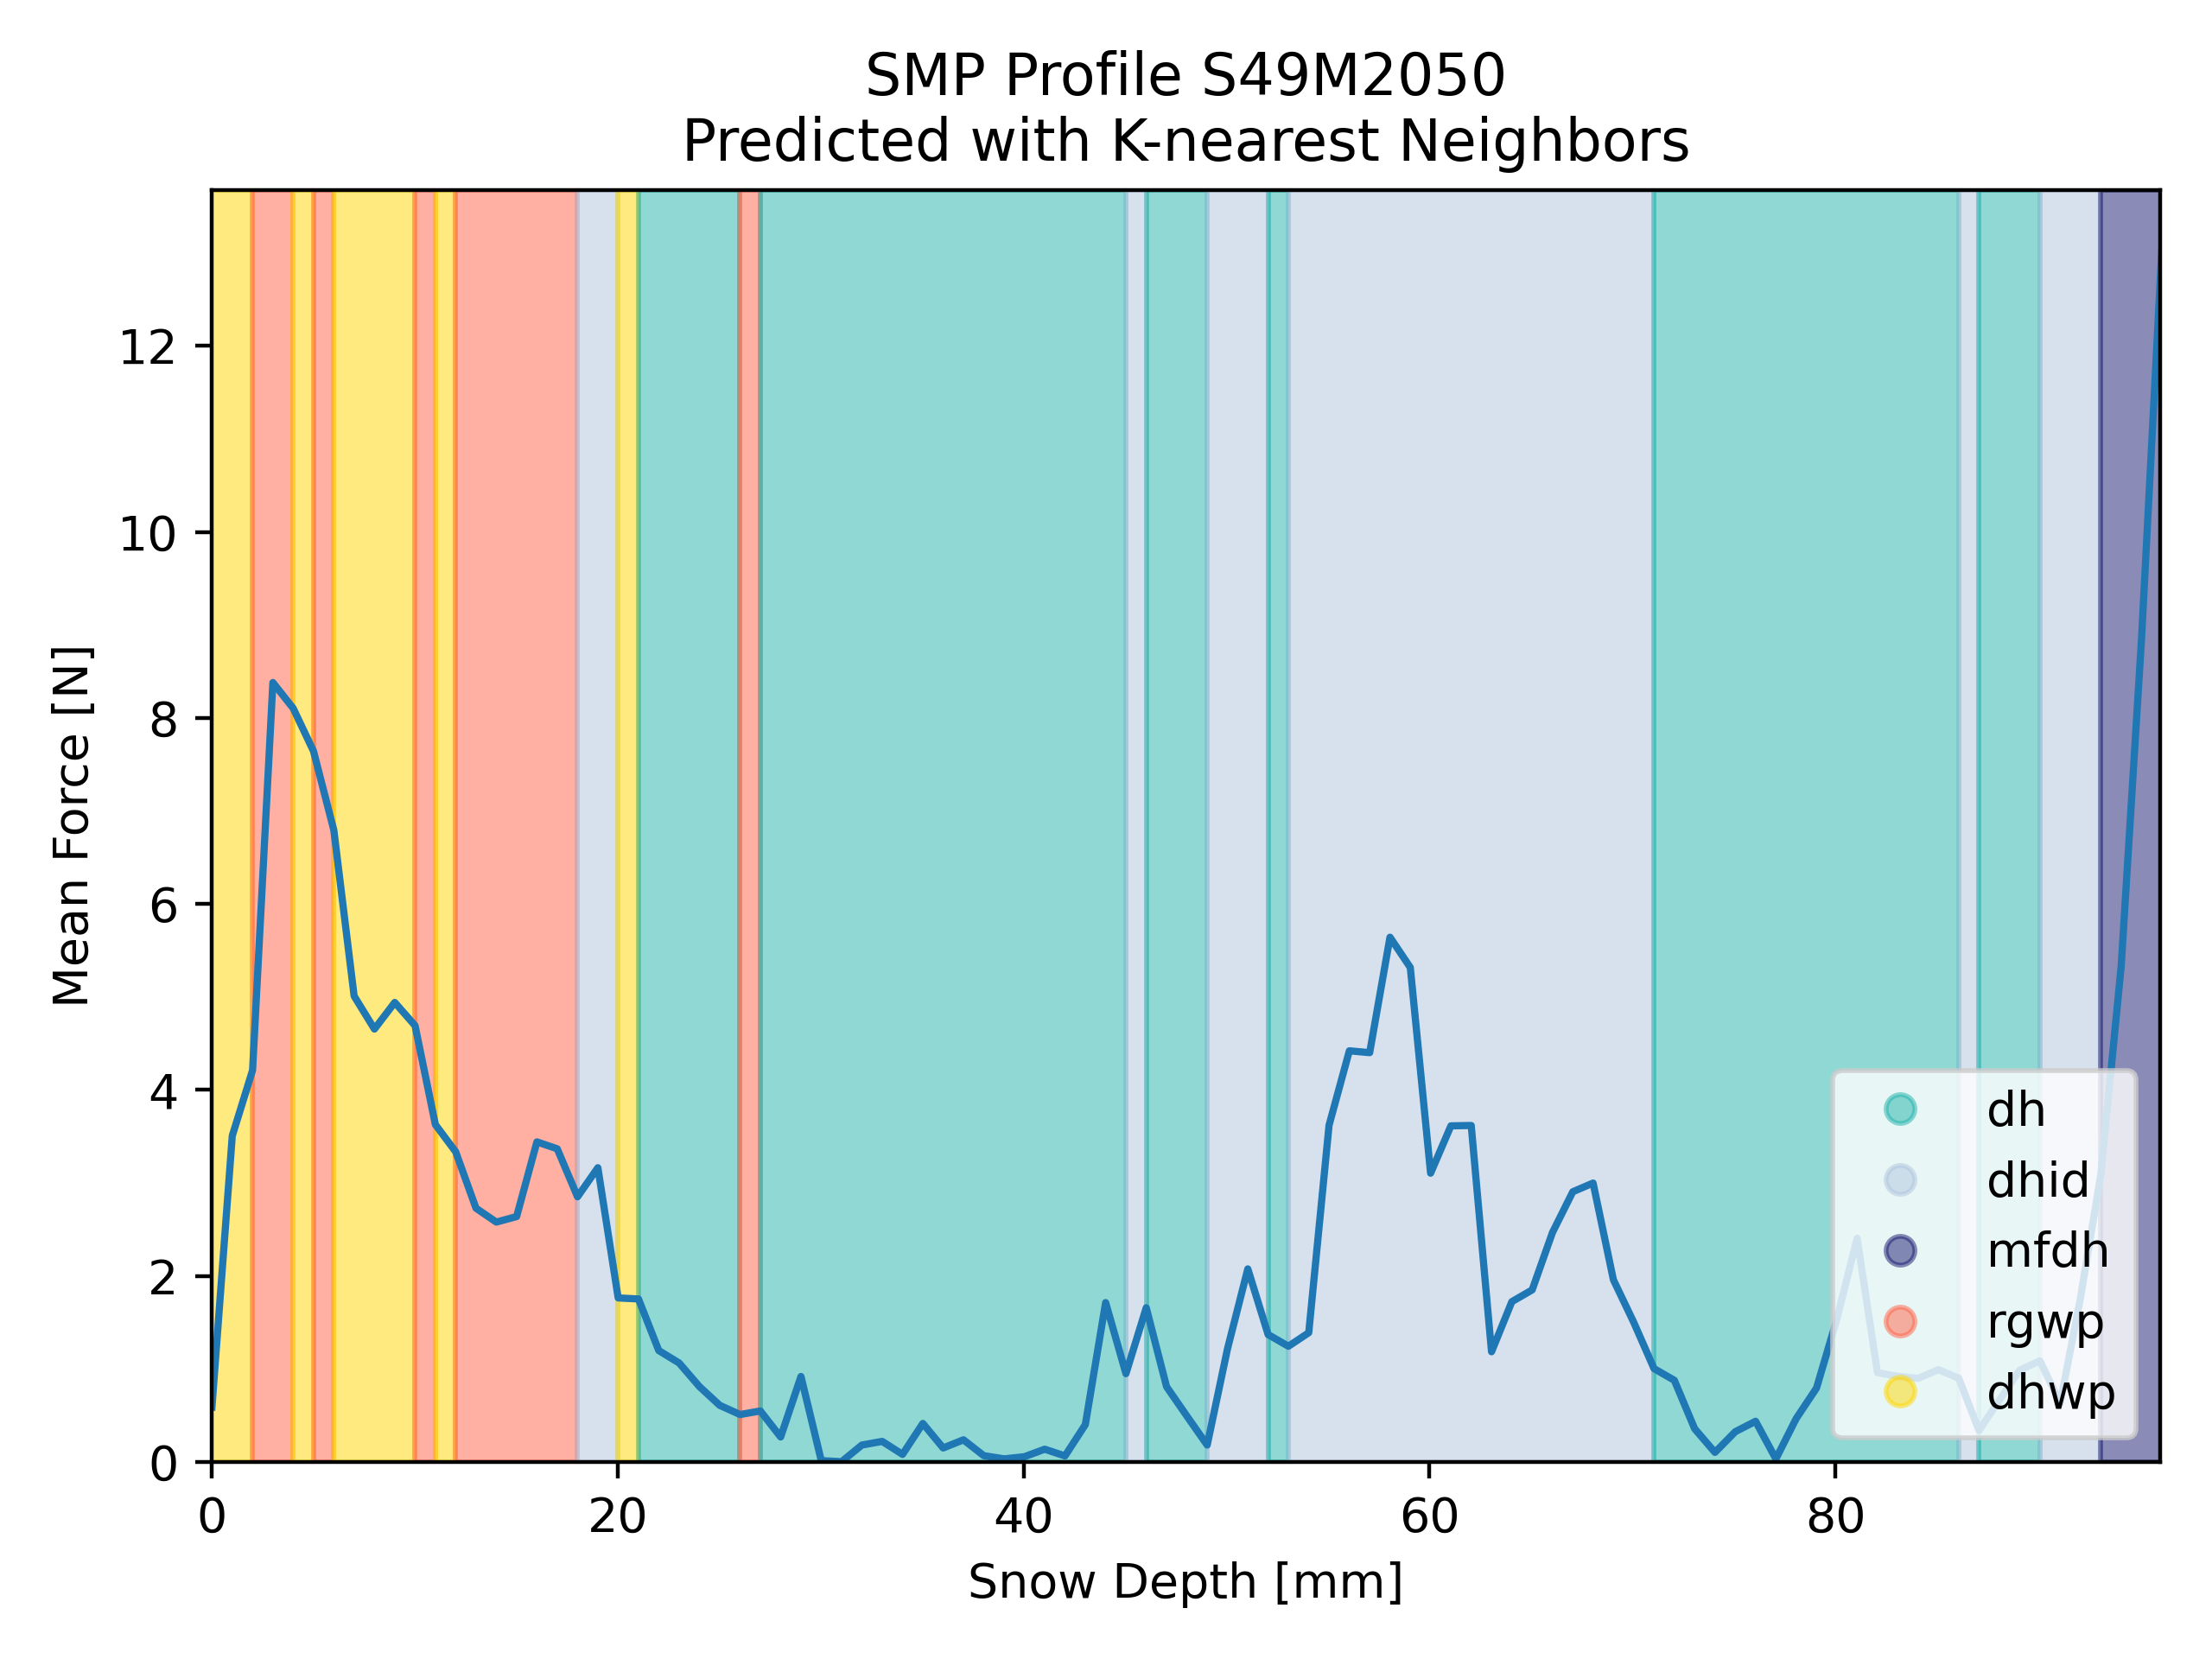 SMP Profile S49M2050
Predicted with K-nearest Neighbors
Mean Force [N]
12
10
8
6
4
2
0
0 20 40 60 80
Snow Depth [mm]
dh
dhid
mfdh
rgwp
dhwp